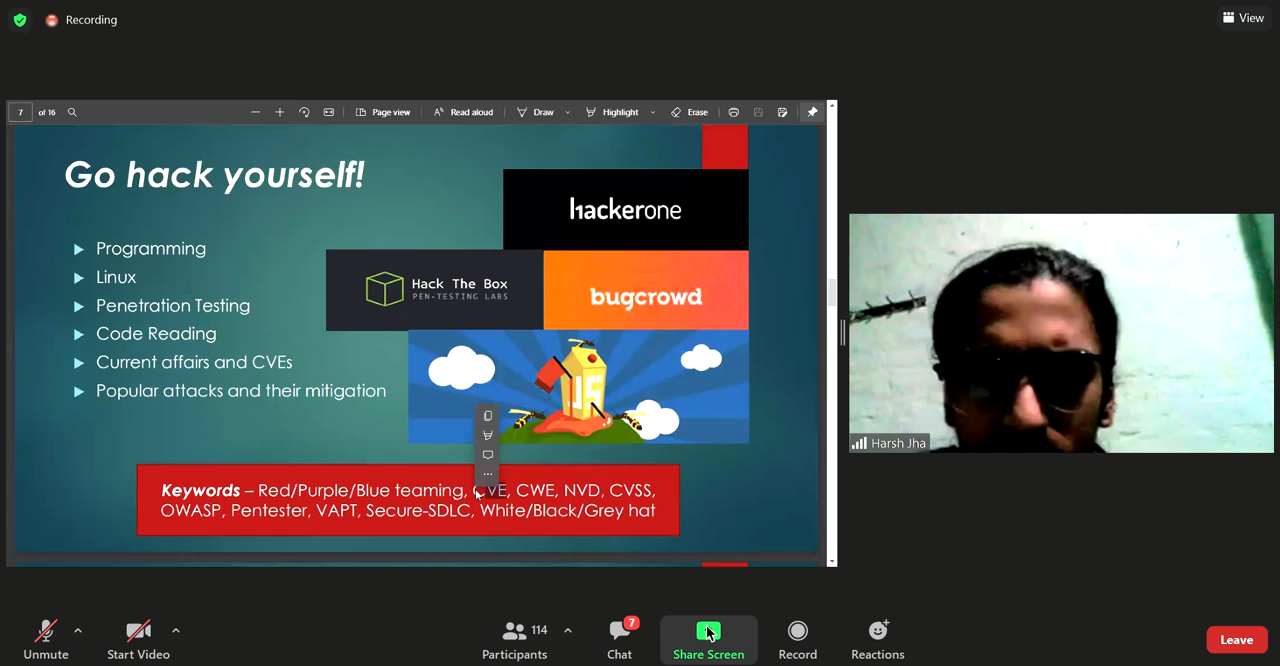 Recording
View
7 of 16
Page view
Read aloud
Draw
Highlight
Erase
Go hack yourself!
Programming
Linux
Penetration Testing
Code Reading
Current affairs and CVEs
Popular attacks and their mitigation
hackerone
Hack The Box
PEN-TESTING LABS
bugcrowd
JS
Keywords – Red/Purple/Blue teaming, CVE, CWE, NVD, CVSS,
OWASP, Pentester, VAPT, Secure-SDLC, White/Black/Grey hat
Harsh Jha
Unmute
Start Video
Participants
114
Chat
7
Share Screen
Record
Reactions
Leave